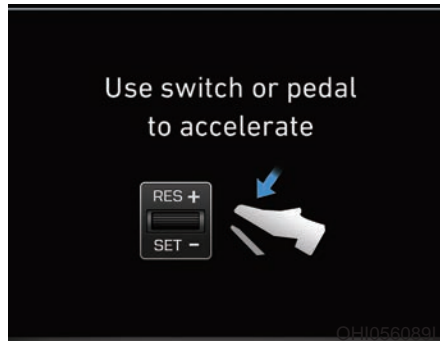 Use switch or pedal
to accelerate
RES +
SET -
OHI056089L